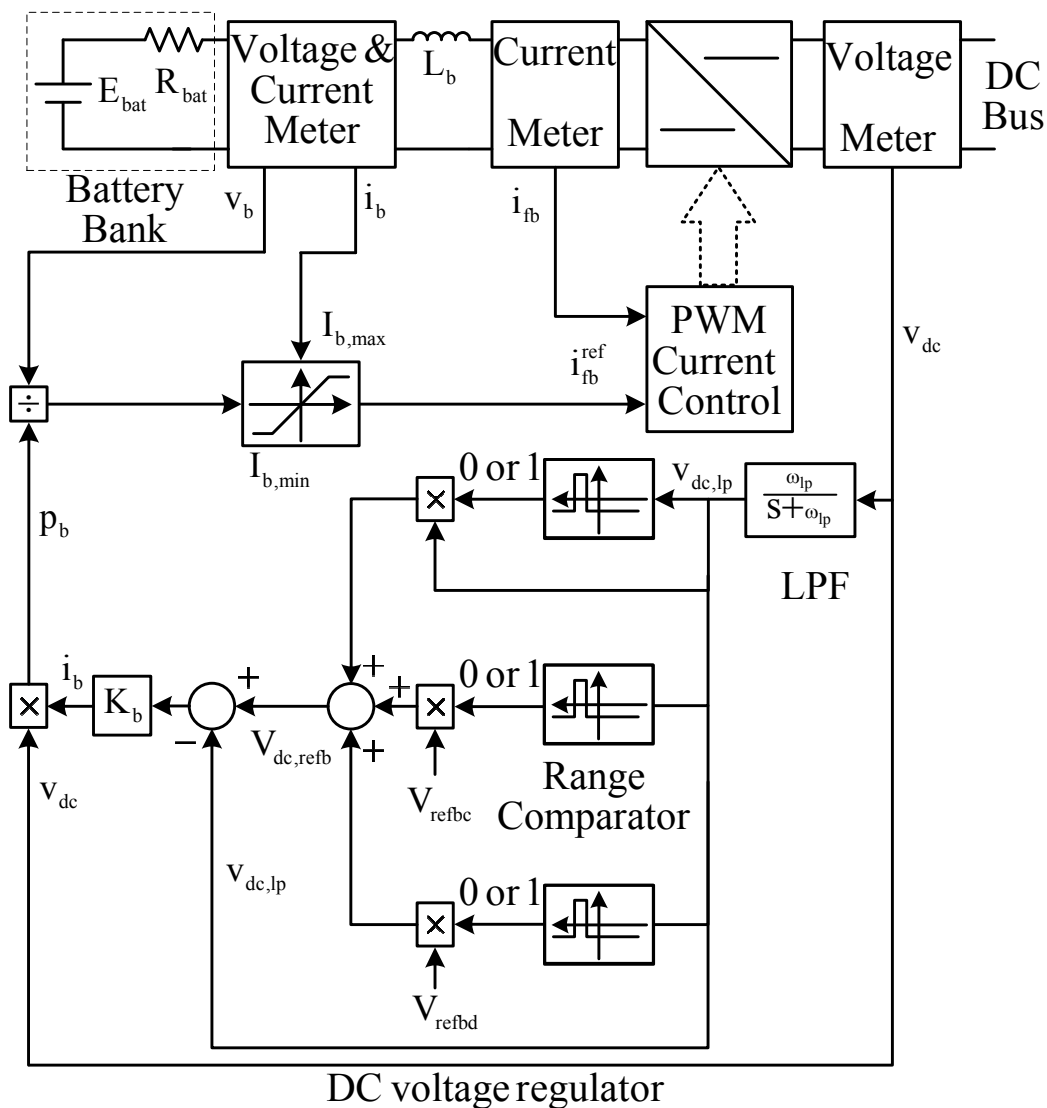 Voltage &
Current
Meter
L_b
Current
Meter
Voltage
Meter
DC
Bus
E_bat
R_bat
Battery
Bank
v_b
i_b
i_fb
I_b,max
PWM
Current
Control
i_fb^ref
v_dc
÷
I_b,min
p_b
0 or 1
v_dc,lp
ω_lp
s+ω_lp
LPF
×
i_b
K_b
×
+
−
V_dc,refb
+
+
+
×
0 or 1
V_refbc
Range
Comparator
v_dc
v_dc,lp
0 or 1
×
V_refbd
DC voltage regulator